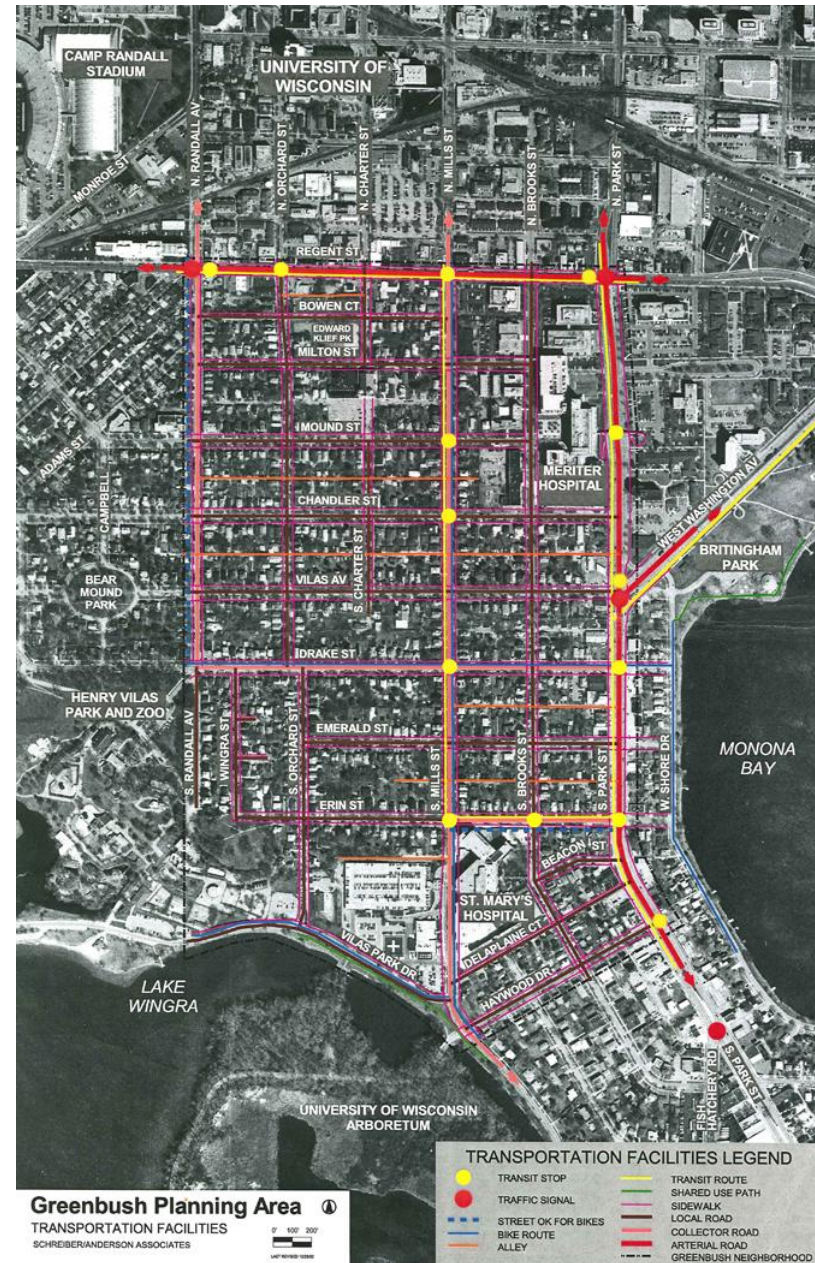 CAMP RANDALL
STADIUM
UNIVERSITY OF
WISCONSIN
N. RANDALL AV
N. ORCHARD ST
N. CHARTER ST
N. MILLS ST
N. BROOKS ST
N. PARK ST
MONROE ST
REGENT ST
BOWEN CT
EDWARD
KLIEF PK
MILTON ST
MOUND ST
ADAMS ST
CAMPBELL
MERITER
HOSPITAL
WEST WASHINGTON AV
CHANDLER ST
S. CHARTER ST
BRITINGHAM
PARK
BEAR
MOUND
PARK
VILAS AV
DRAKE ST
HENRY VILAS
PARK AND ZOO
S. RANDALL AV
WINGRA ST
S. ORCHARD ST
EMERALD ST
S. MILLS ST
S. BROOKS ST
S. PARK ST
W. SHORE DR
MONONA
BAY
ERIN ST
BEACON ST
ST. MARY'S
HOSPITAL
DELAPLAINE CT
VILAS PARK DR
HAYWOOD DR
LAKE
WINGRA
FISH
HATCHERY RD
S. PARK ST
UNIVERSITY OF WISCONSIN
ARBORETUM
TRANSPORTATION FACILITIES LEGEND
TRANSIT STOP
TRAFFIC SIGNAL
STREET OK FOR BIKES
BIKE ROUTE
ALLEY
TRANSIT ROUTE
SHARED USE PATH
SIDEWALK
LOCAL ROAD
COLLECTOR ROAD
ARTERIAL ROAD
GREENBUSH NEIGHBORHOOD
Greenbush Planning Area
TRANSPORTATION FACILITIES
SCHREIBER/ANDERSON ASSOCIATES
0' 100' 200'